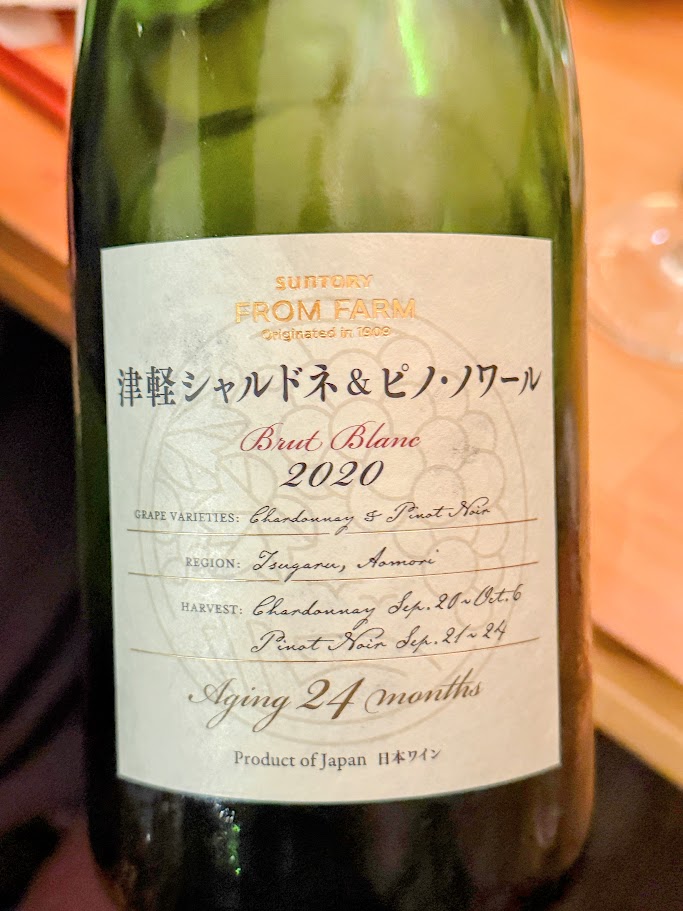 SUNTORY
FROM FARM
Originated in 1909
津軽シャルドネ&ピノ・ノワール
Brut Blanc
2020
GRAPE VARIETIES: Chardonnay & Pinot Noir
REGION: Tsugaru, Aomori
HARVEST: Chardonnay Sep. 20~Oct. 6
Pinot Noir Sep. 21~24
Aging 24 months
Product of Japan 日本ワイン